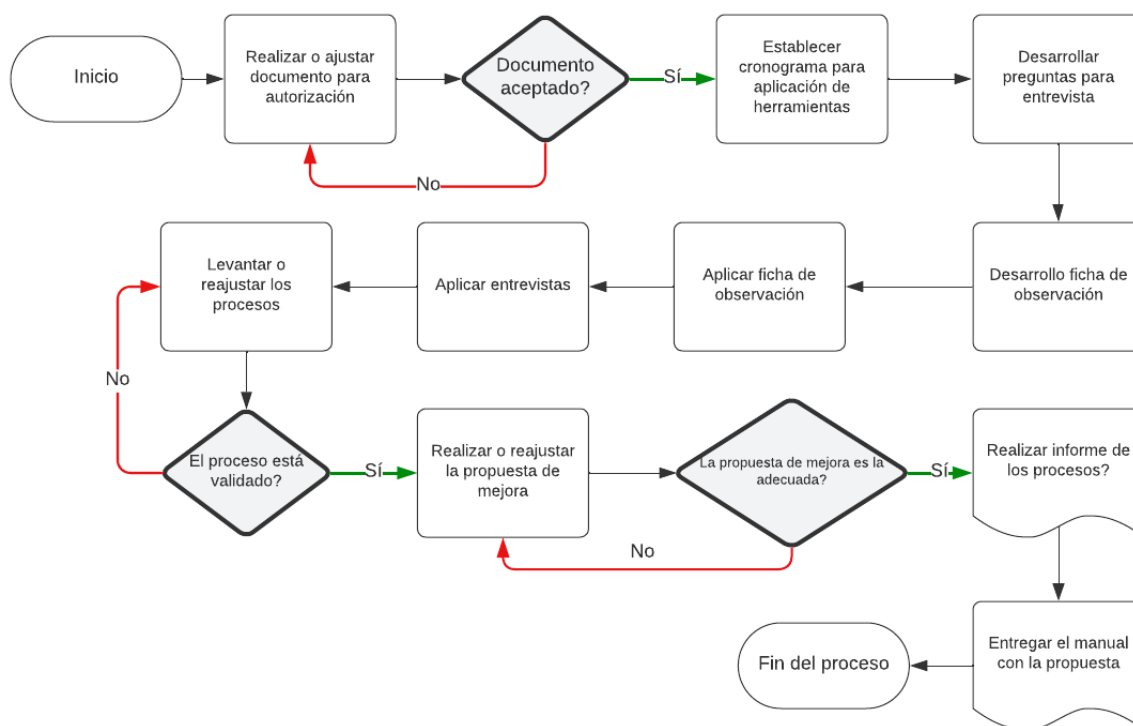 Inicio
Realizar o ajustar
documento para
autorización
Documento
aceptado?
Sí
Establecer
cronograma para
aplicación de
herramientas
Desarrollar
preguntas para
entrevista
No
Levantar o
reajustar los
procesos
Aplicar entrevistas
Aplicar ficha de
observación
Desarrollo ficha de
observación
No
El proceso está
validado?
Sí
Realizar o reajustar
la propuesta de
mejora
La propuesta de mejora es la
adecuada?
Sí
Realizar informe de
los procesos?
No
Fin del proceso
Entregar el manual
con la propuesta